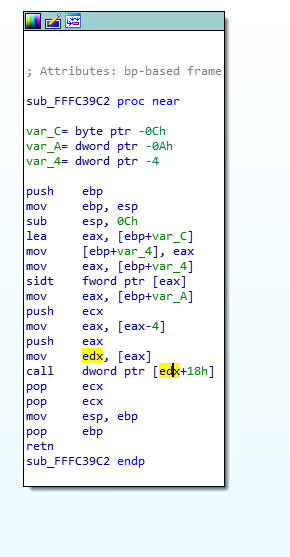 ; Attributes: bp-based frame
sub_FFFC39C2 proc near
var_C= byte ptr -0Ch
var_A= dword ptr -0Ah
var_4= dword ptr -4
push ebp
mov ebp, esp
sub esp, 0Ch
lea eax, [ebp+var_C]
mov [ebp+var_4], eax
mov eax, [ebp+var_4]
sidt fword ptr [eax]
mov eax, [ebp+var_A]
push ecx
mov eax, [eax-4]
push eax
mov edx, [eax]
call dword ptr [edx+18h]
pop ecx
pop ecx
mov esp, ebp
pop ebp
retn
sub_FFFC39C2 endp